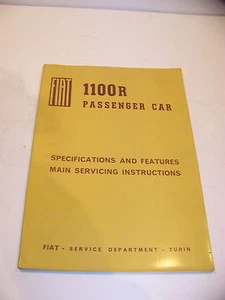 FIAT
1100R
PASSENGER CAR
SPECIFICATIONS AND FEATURES
MAIN SERVICING INSTRUCTIONS
FIAT - SERVICE DEPARTMENT - TURIN